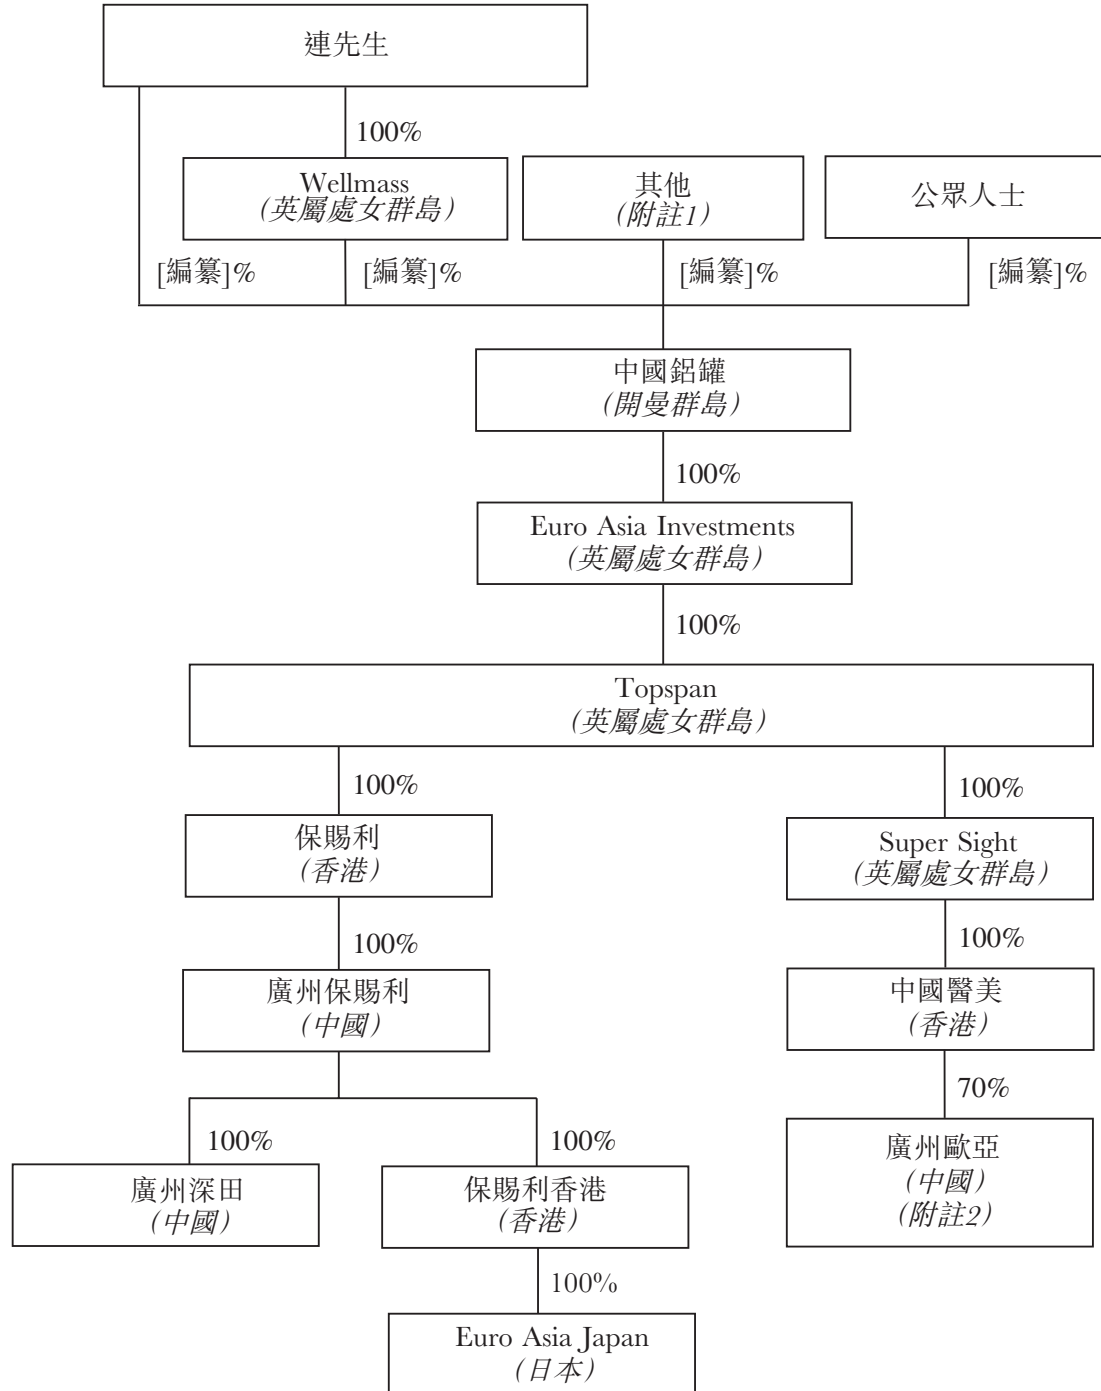 連先生
100%
Wellmass
(英屬處女群島)
其他
(附註1)
公眾人士
[編纂]%
[編纂]%
[編纂]%
[編纂]%
中國鋁罐
(開曼群島)
100%
Euro Asia Investments
(英屬處女群島)
100%
Topspan
(英屬處女群島)
100%
100%
保賜利
(香港)
Super Sight
(英屬處女群島)
100%
100%
廣州保賜利
(中國)
中國醫美
(香港)
70%
100%
100%
廣州深田
(中國)
保賜利香港
(香港)
廣州歐亞
(中國)
(附註2)
100%
Euro Asia Japan
(日本)